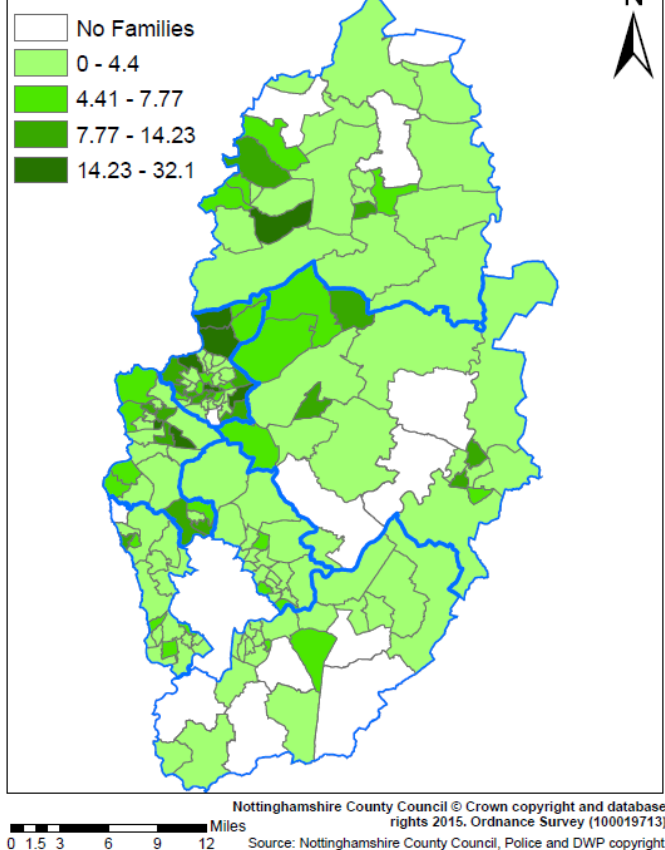 N
No Families
0 - 4.4
4.41 - 7.77
7.77 - 14.23
14.23 - 32.1
Nottinghamshire County Council © Crown copyright and database
rights 2015. Ordnance Survey (100019713)
Miles
0 1.5 3 6 9 12
Source: Nottinghamshire County Council, Police and DWP copyright